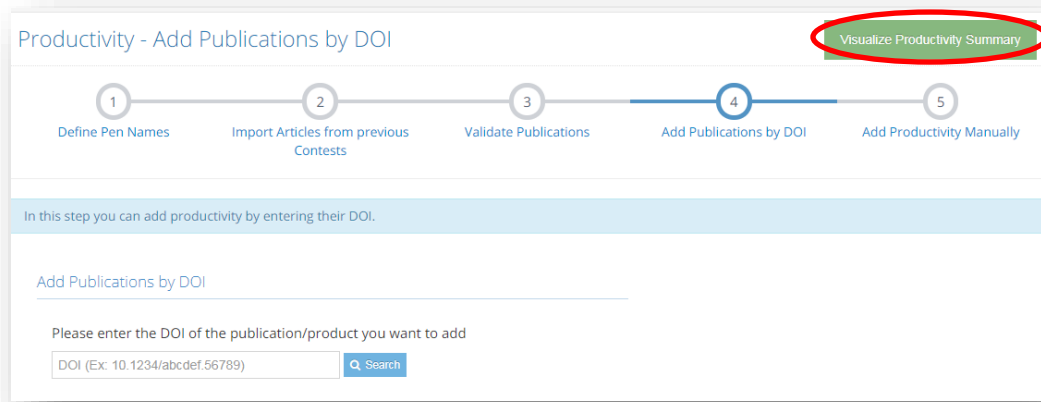 Productivity - Add Publications by DOI
Visualize Productivity Summary
1
2
3
4
5
Define Pen Names
Import Articles from previous
Contests
Validate Publications
Add Publications by DOI
Add Productivity Manually
In this step you can add productivity by entering their DOI.
Add Publications by DOI
Please enter the DOI of the publication/product you want to add
DOI (Ex: 10.1234/abcdef.56789)
Search